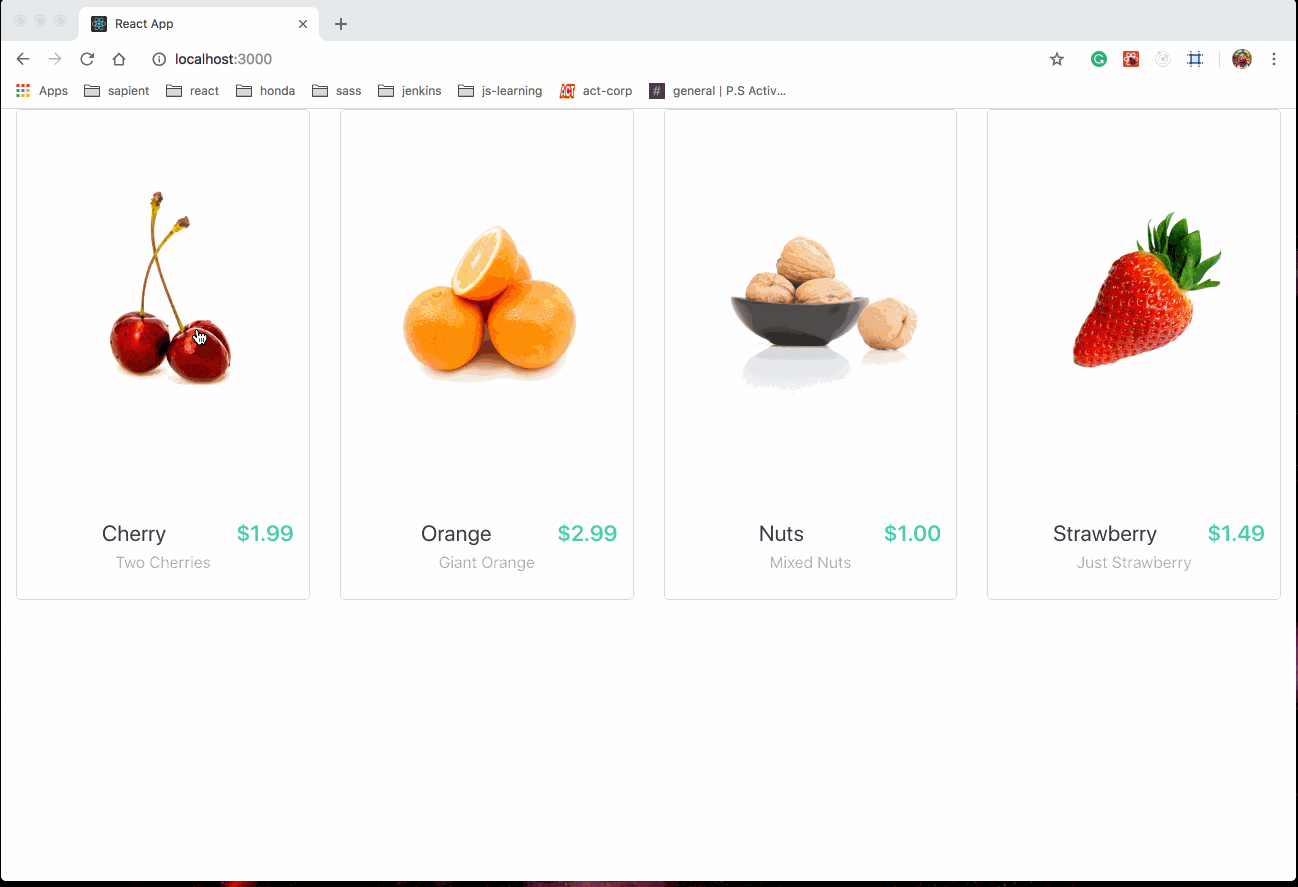 React App
localhost:3000
Apps sapient react honda sass jenkins js-learning ACT act-corp # general | P.S Activ...
Cherry $1.99 Orange $2.99 Nuts $1.00 Strawberry $1.49
Two Cherries Giant Orange Mixed Nuts Just Strawberry